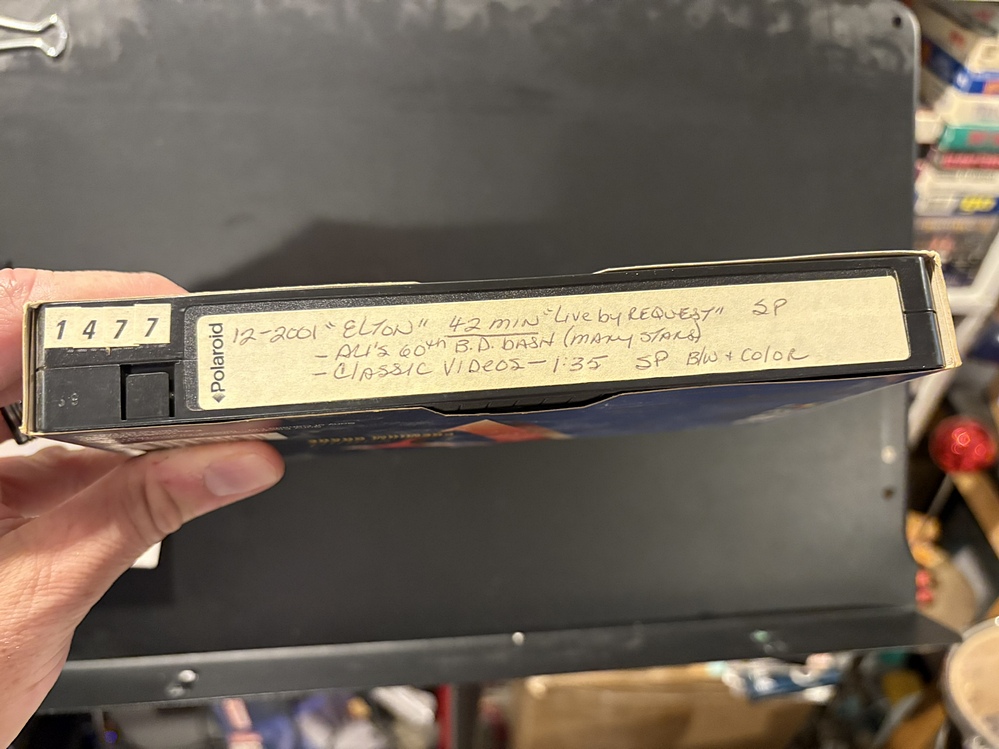 1477
Polaroid
12-2001 "ELTON" 42 MIN "Live by REQUEST" SP
- ALI'S 60th B.D. BASH (MANY STARS)
- CLASSIC VIDEOS - 1:35 SP B/W + COLOR